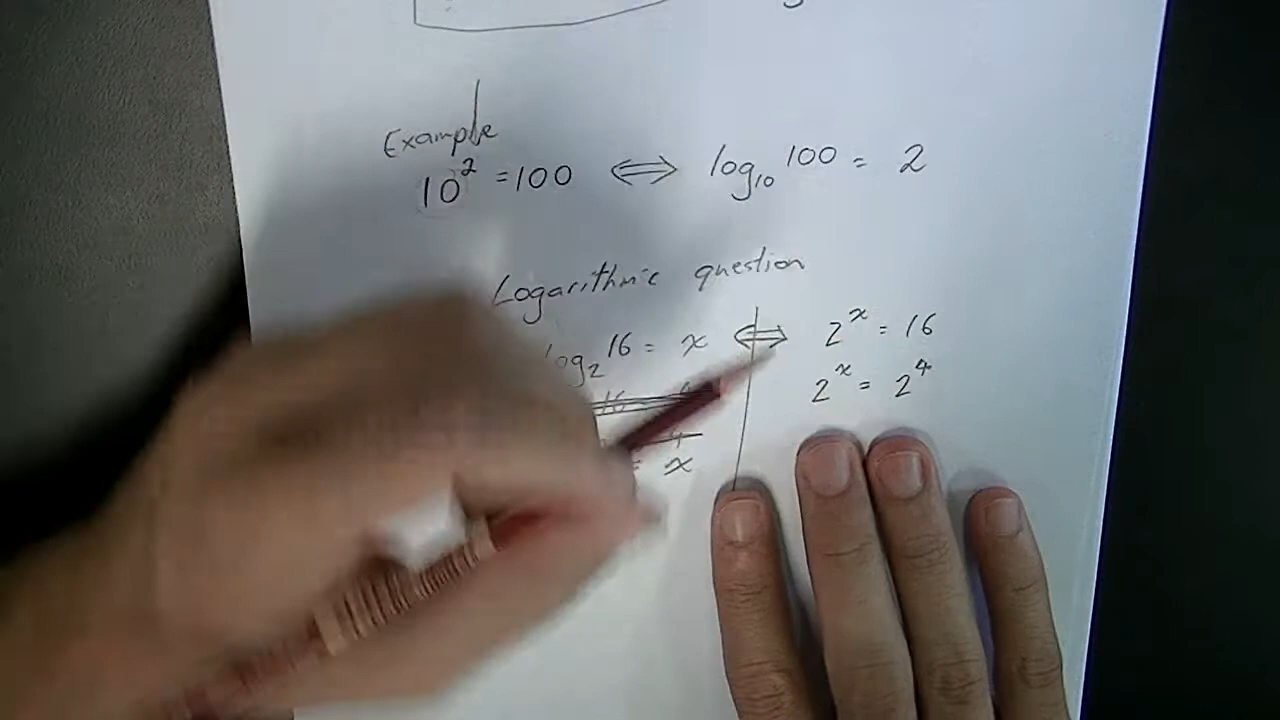 Example
10² = 100 ⟺ log₁₀ 100 = 2
Logarithmic question
log₂ 16 = x ⟺ 2ˣ = 16
2ˣ = 2⁴
= x